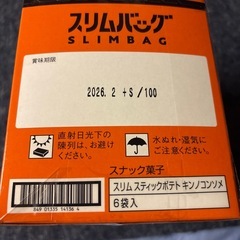 スリムバッグ
SLIMBAG
賞味期限
2026. 2 +S/100
直射日光下の
陳列は、お避け
ください。
水ぬれ・湿気に
ご注意ください。
スナック菓子
スリム スティックポテト キンノコンソメ
6袋入